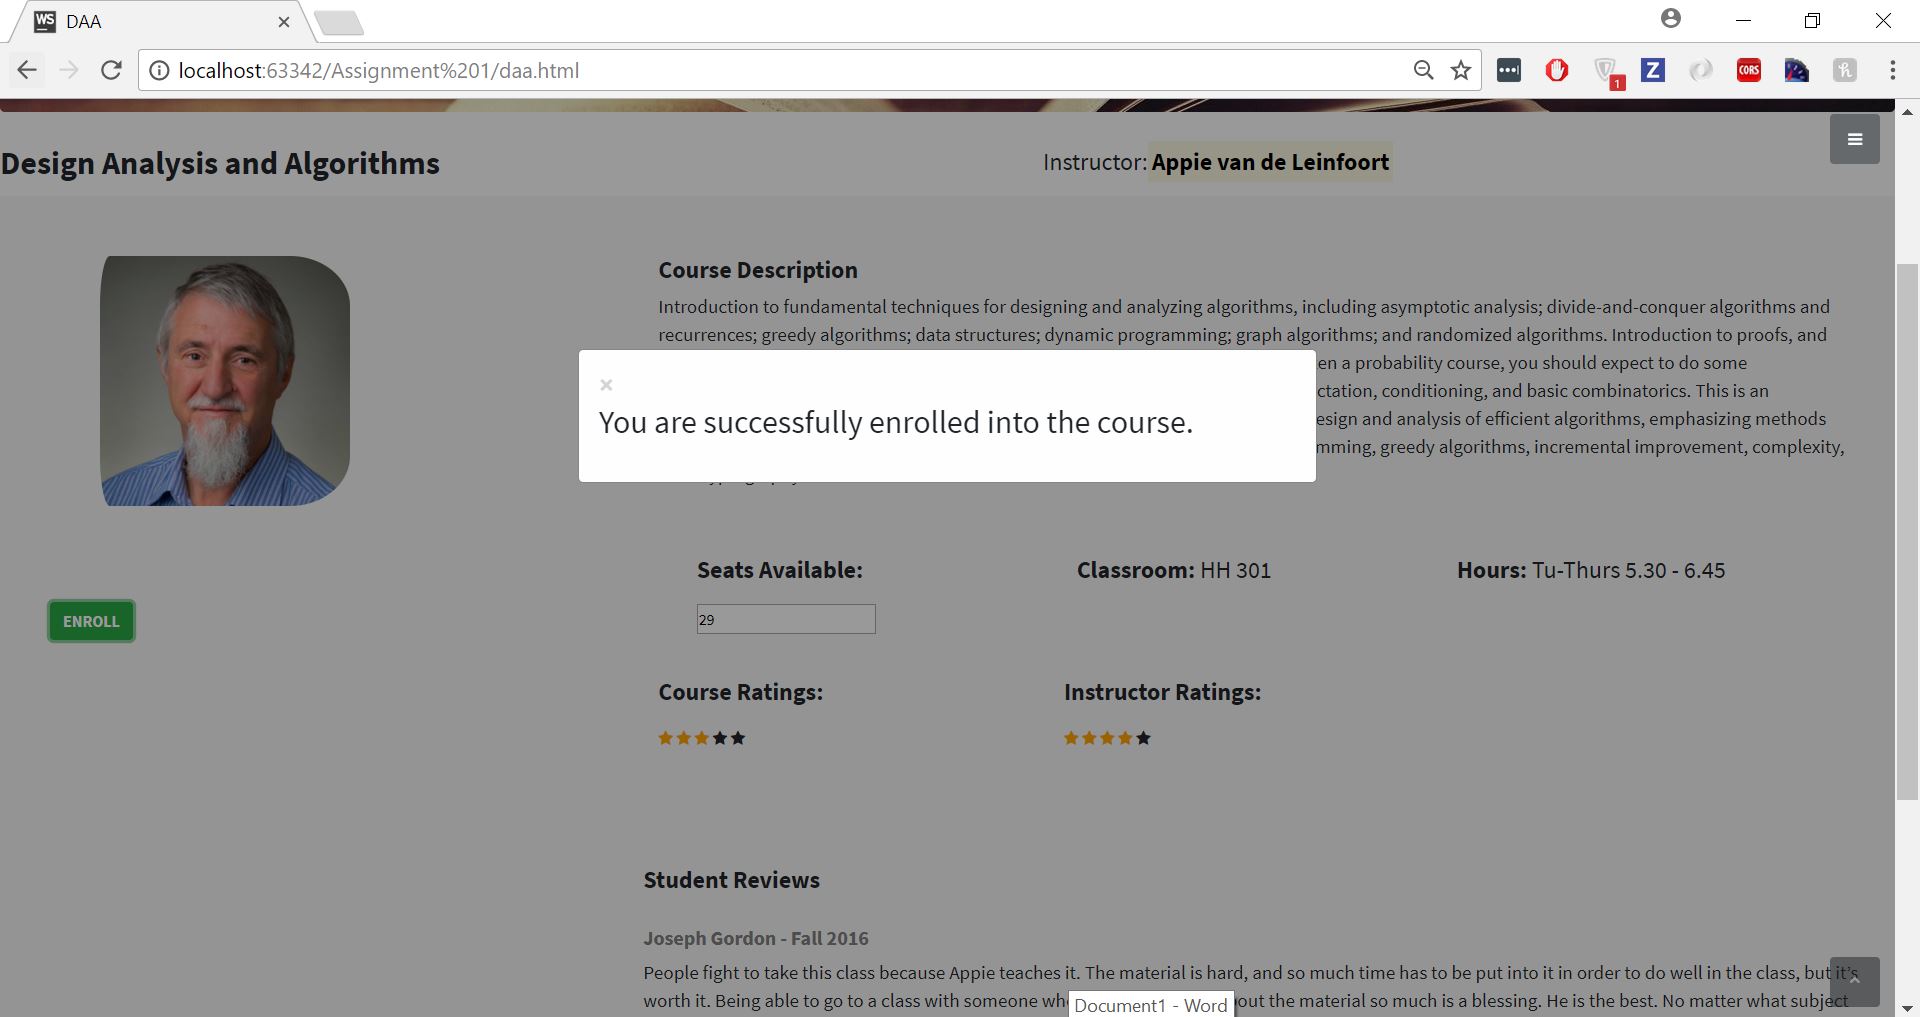 WS DAA
localhost:63342/Assignment%201/daa.html
1 Z CORS h
Design Analysis and Algorithms
Instructor: Appie van de Leinfoort
Course Description
Introduction to fundamental techniques for designing and analyzing algorithms, including asymptotic analysis; divide-and-conquer algorithms and
recurrences; greedy algorithms; data structures; dynamic programming; graph algorithms; and randomized algorithms. Introduction to proofs, and
en a probability course, you should expect to do some
ctation, conditioning, and basic combinatorics. This is an
esign and analysis of efficient algorithms, emphasizing methods
mming, greedy algorithms, incremental improvement, complexity,
×
You are successfully enrolled into the course.
Seats Available:
Classroom: HH 301
Hours: Tu-Thurs 5.30 - 6.45
29
ENROLL
Course Ratings:
Instructor Ratings:
Student Reviews
Joseph Gordon - Fall 2016
People fight to take this class because Appie teaches it. The material is hard, and so much time has to be put into it in order to do well in the class, but it's
worth it. Being able to go to a class with someone wh out the material so much is a blessing. He is the best. No matter what subject
Document1 - Word